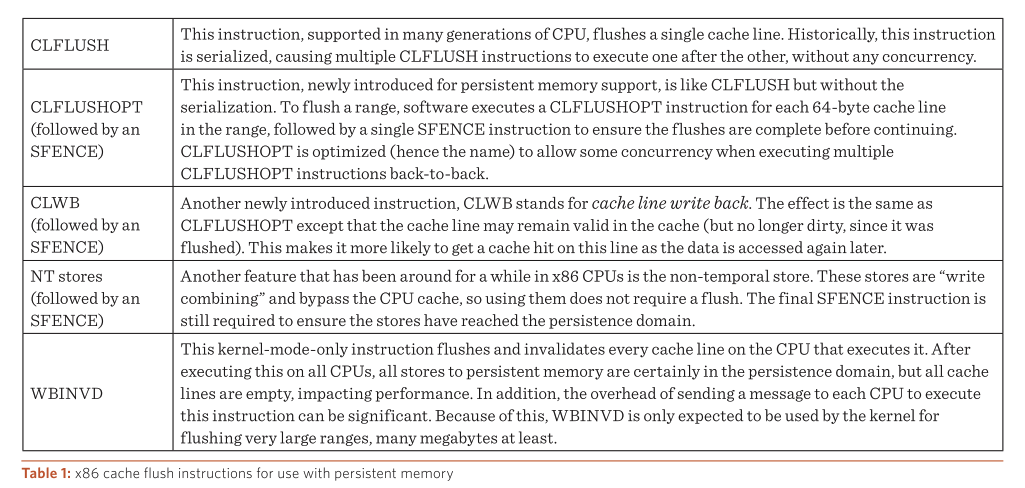 CLFLUSH
This instruction, supported in many generations of CPU, flushes a single cache line. Historically, this instruction
is serialized, causing multiple CLFLUSH instructions to execute one after the other, without any concurrency.
CLFLUSHOPT
(followed by an
SFENCE)
This instruction, newly introduced for persistent memory support, is like CLFLUSH but without the
serialization. To flush a range, software executes a CLFLUSHOPT instruction for each 64-byte cache line
in the range, followed by a single SFENCE instruction to ensure the flushes are complete before continuing.
CLFLUSHOPT is optimized (hence the name) to allow some concurrency when executing multiple
CLFLUSHOPT instructions back-to-back.
CLWB
(followed by an
SFENCE)
Another newly introduced instruction, CLWB stands for cache line write back. The effect is the same as
CLFLUSHOPT except that the cache line may remain valid in the cache (but no longer dirty, since it was
flushed). This makes it more likely to get a cache hit on this line as the data is accessed again later.
NT stores
(followed by an
SFENCE)
Another feature that has been around for a while in x86 CPUs is the non-temporal store. These stores are “write
combining” and bypass the CPU cache, so using them does not require a flush. The final SFENCE instruction is
still required to ensure the stores have reached the persistence domain.
WBINVD
This kernel-mode-only instruction flushes and invalidates every cache line on the CPU that executes it. After
executing this on all CPUs, all stores to persistent memory are certainly in the persistence domain, but all cache
lines are empty, impacting performance. In addition, the overhead of sending a message to each CPU to execute
this instruction can be significant. Because of this, WBINVD is only expected to be used by the kernel for
flushing very large ranges, many megabytes at least.
Table 1: x86 cache flush instructions for use with persistent memory